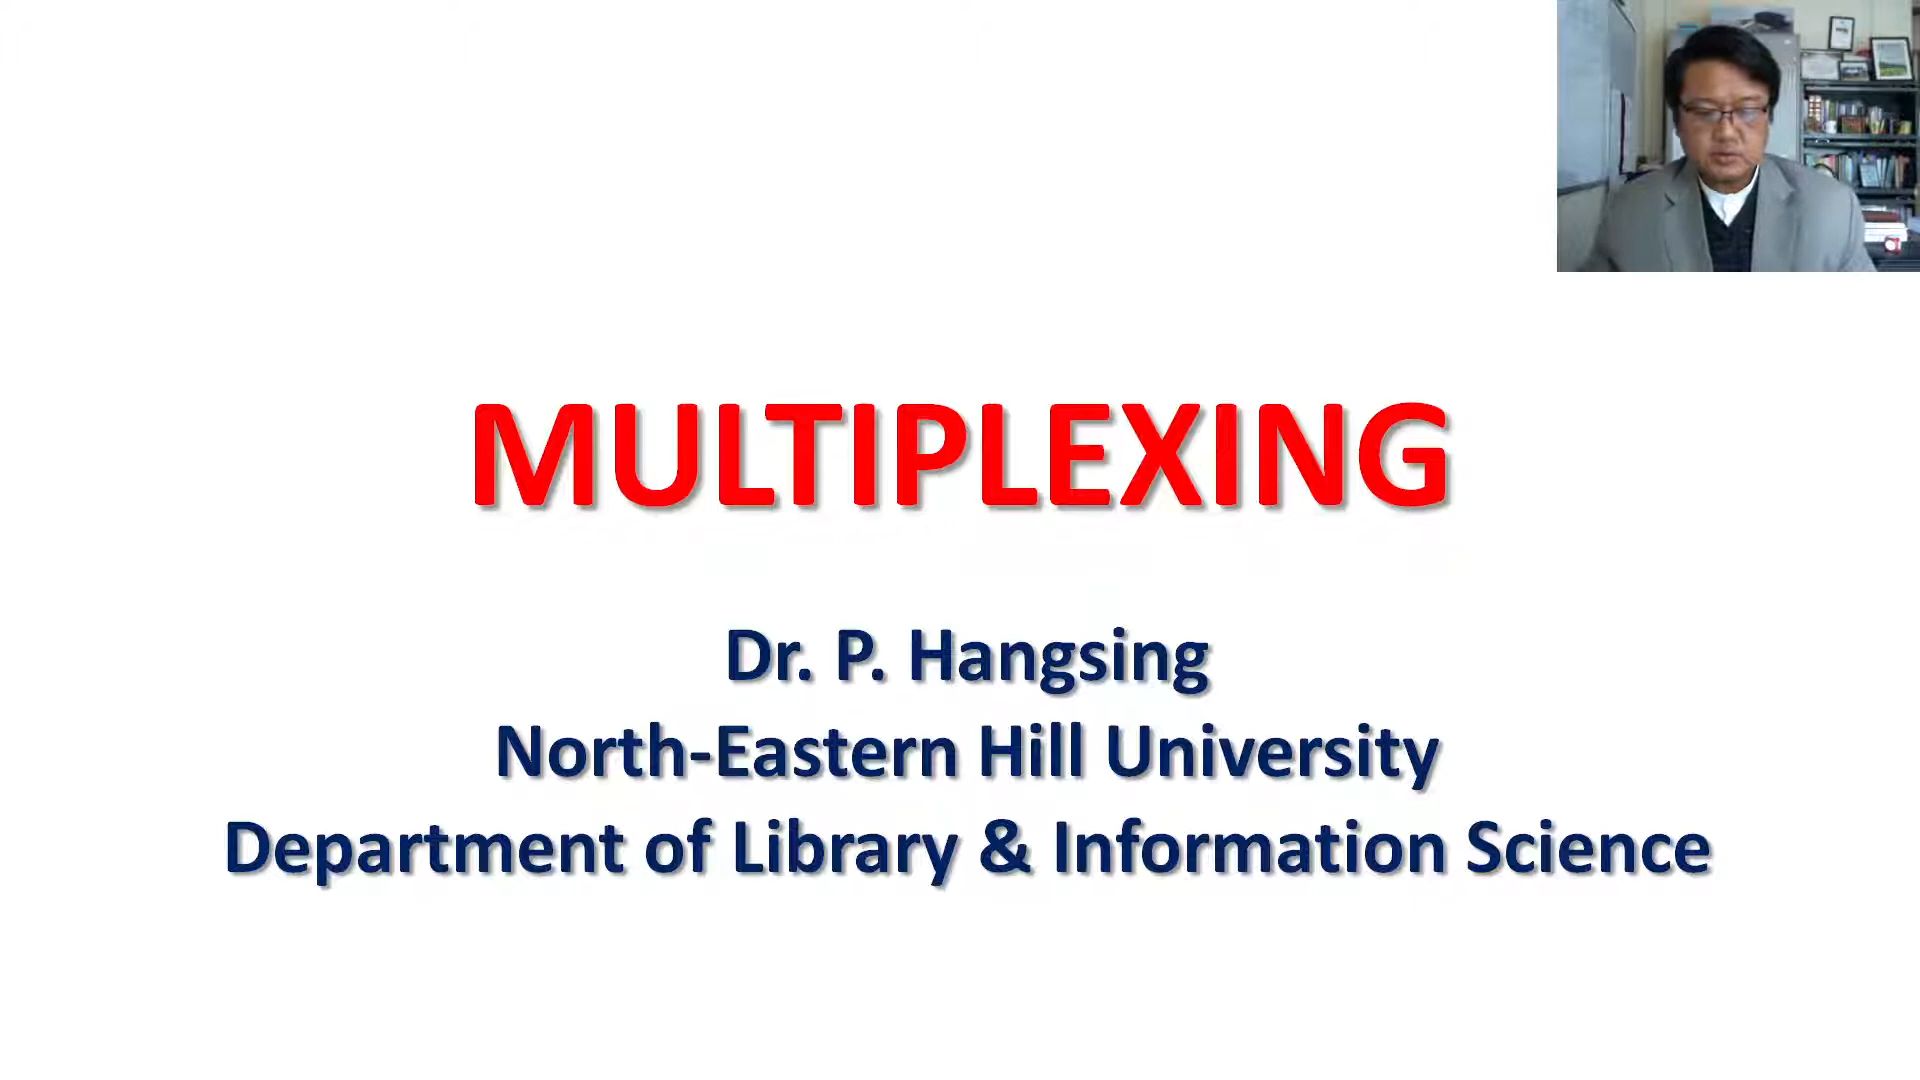 MULTIPLEXING
Dr. P. Hangsing
North-Eastern Hill University
Department of Library & Information Science